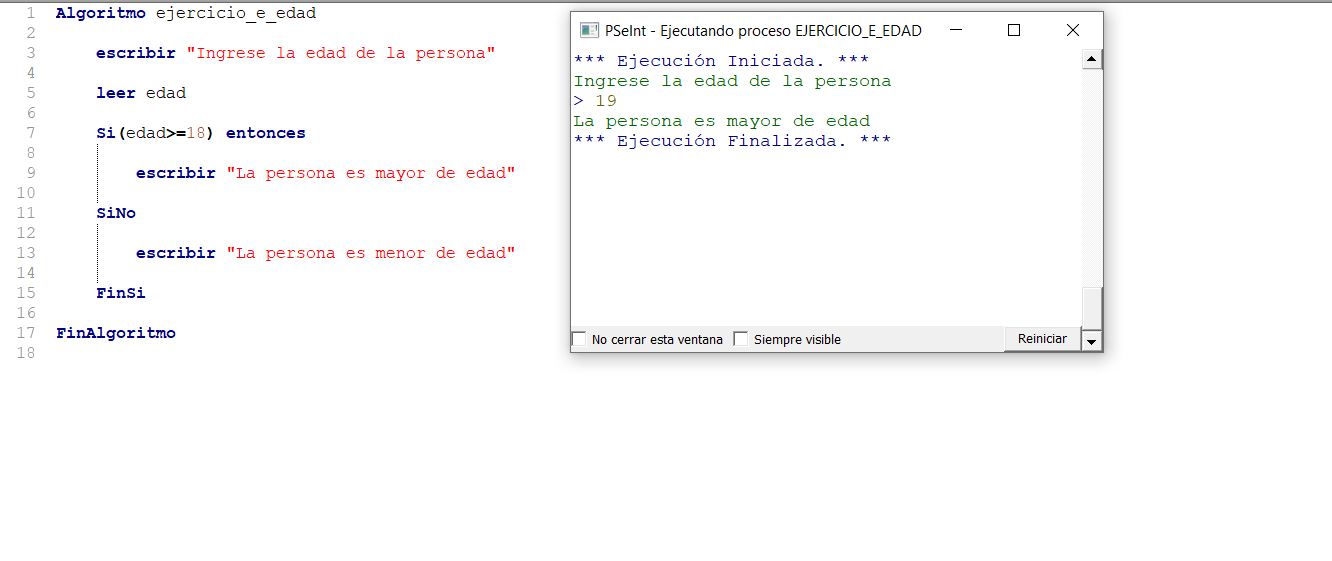 1 Algoritmo ejercicio_e_edad
2
3 escribir "Ingrese la edad de la persona"
4
5 leer edad
6
7 Si(edad>=18) entonces
8
9 escribir "La persona es mayor de edad"
10
11 SiNo
12
13 escribir "La persona es menor de edad"
14
15 FinSi
16
17 FinAlgoritmo
18
PSeInt - Ejecutando proceso EJERCICIO_E_EDAD
*** Ejecución Iniciada. ***
Ingrese la edad de la persona
> 19
La persona es mayor de edad
*** Ejecución Finalizada. ***
No cerrar esta ventana Siempre visible Reiniciar